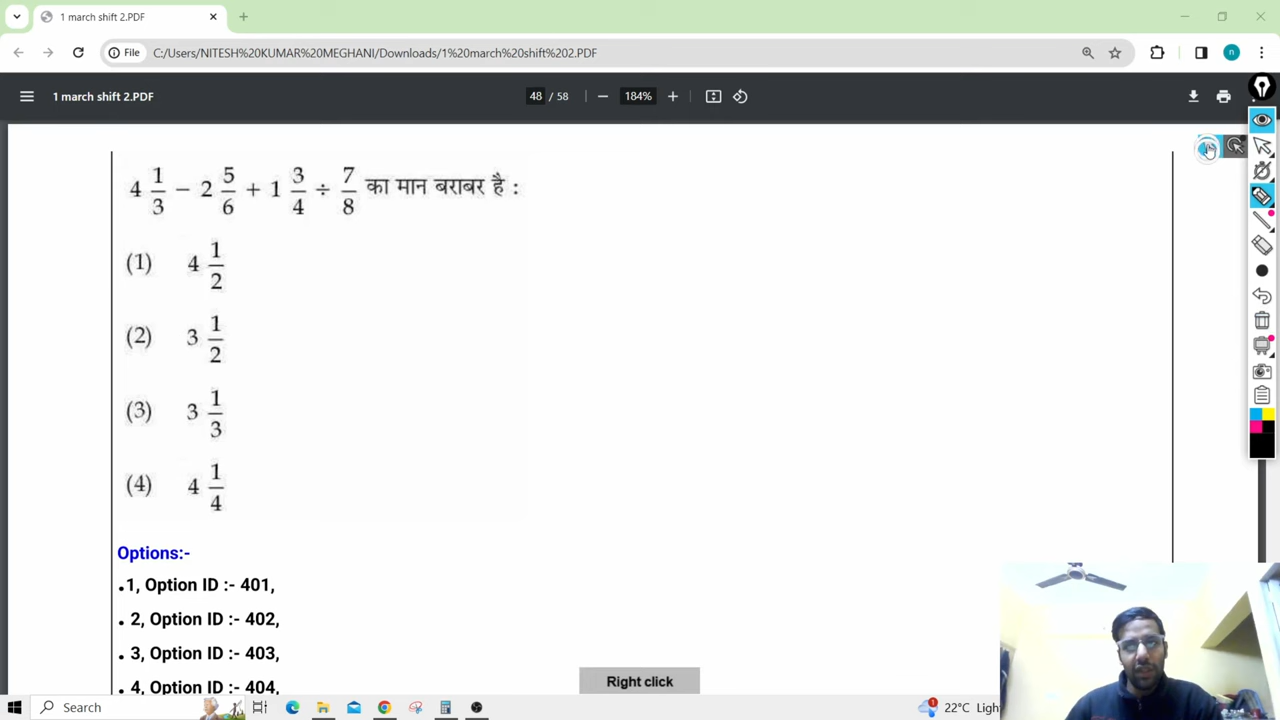 1 march shift 2.PDF
File C:/Users/NITESH%20KUMAR%20MEGHANI/Downloads/1%20march%20shift%202.PDF
n
1 march shift 2.PDF
48 / 58
184%
4 1/3 − 2 5/6 + 1 3/4 ÷ 7/8 का मान बराबर है :
(1) 4 1/2
(2) 3 1/2
(3) 3 1/3
(4) 4 1/4
Options:-
.1, Option ID :- 401,
. 2, Option ID :- 402,
. 3, Option ID :- 403,
. 4, Option ID :- 404,
Right click
Search
22°C